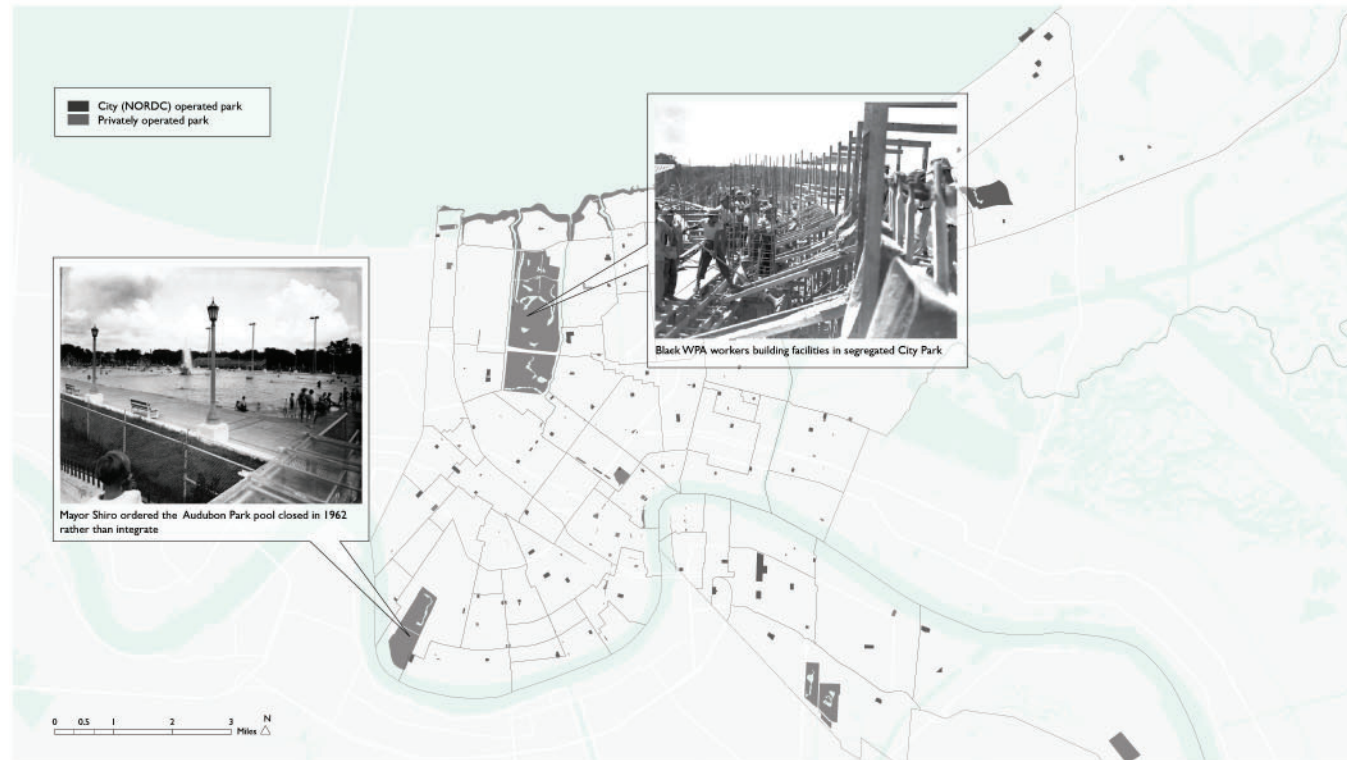 City (NORDC) operated park
Privately operated park
Black WPA workers building facilities in segregated City Park
Mayor Shiro ordered the Audubon Park pool closed in 1962
rather than integrate
0 0.5 1 2 3
Miles
N